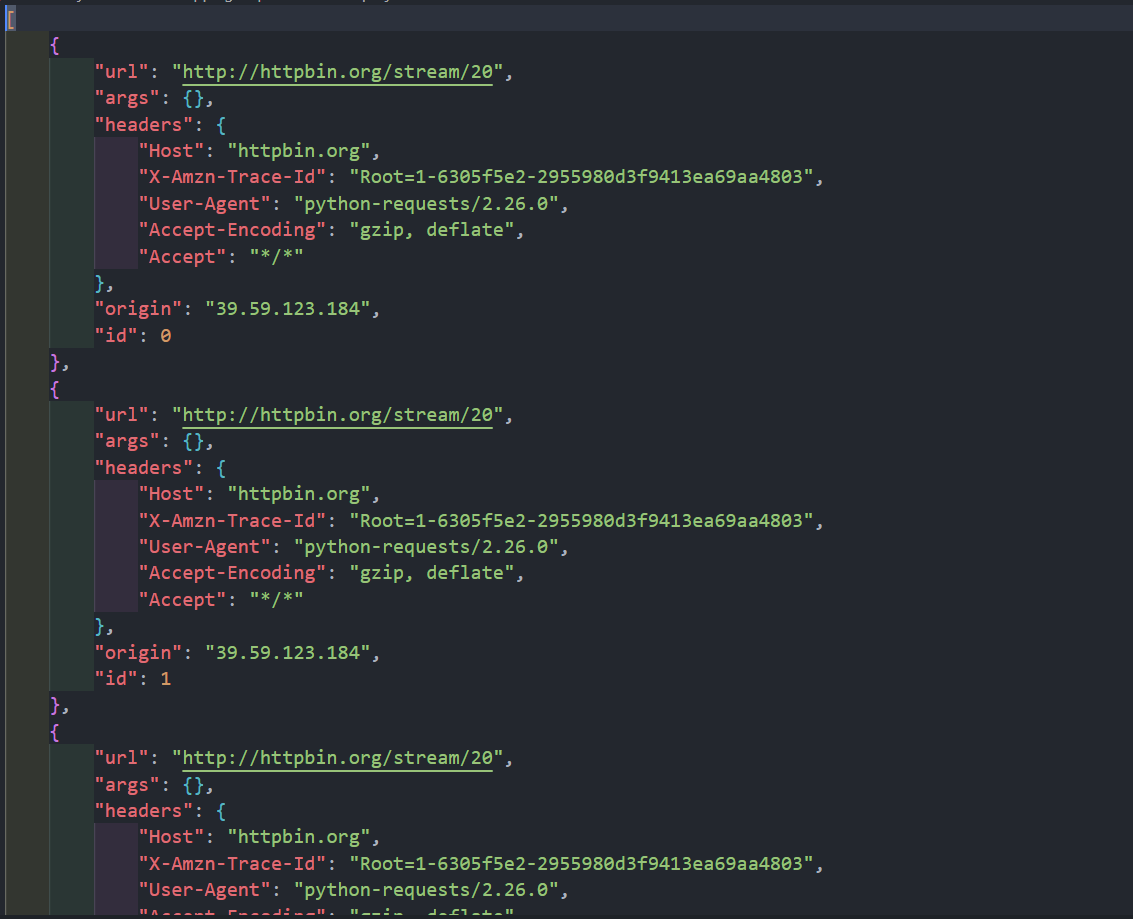 [
{
"url": "http://httpbin.org/stream/20",
"args": {},
"headers": {
"Host": "httpbin.org",
"X-Amzn-Trace-Id": "Root=1-6305f5e2-2955980d3f9413ea69aa4803",
"User-Agent": "python-requests/2.26.0",
"Accept-Encoding": "gzip, deflate",
"Accept": "*/*"
},
"origin": "39.59.123.184",
"id": 0
},
{
"url": "http://httpbin.org/stream/20",
"args": {},
"headers": {
"Host": "httpbin.org",
"X-Amzn-Trace-Id": "Root=1-6305f5e2-2955980d3f9413ea69aa4803",
"User-Agent": "python-requests/2.26.0",
"Accept-Encoding": "gzip, deflate",
"Accept": "*/*"
},
"origin": "39.59.123.184",
"id": 1
},
{
"url": "http://httpbin.org/stream/20",
"args": {},
"headers": {
"Host": "httpbin.org",
"X-Amzn-Trace-Id": "Root=1-6305f5e2-2955980d3f9413ea69aa4803",
"User-Agent": "python-requests/2.26.0",
"Accept-Encoding": "gzip, deflate"